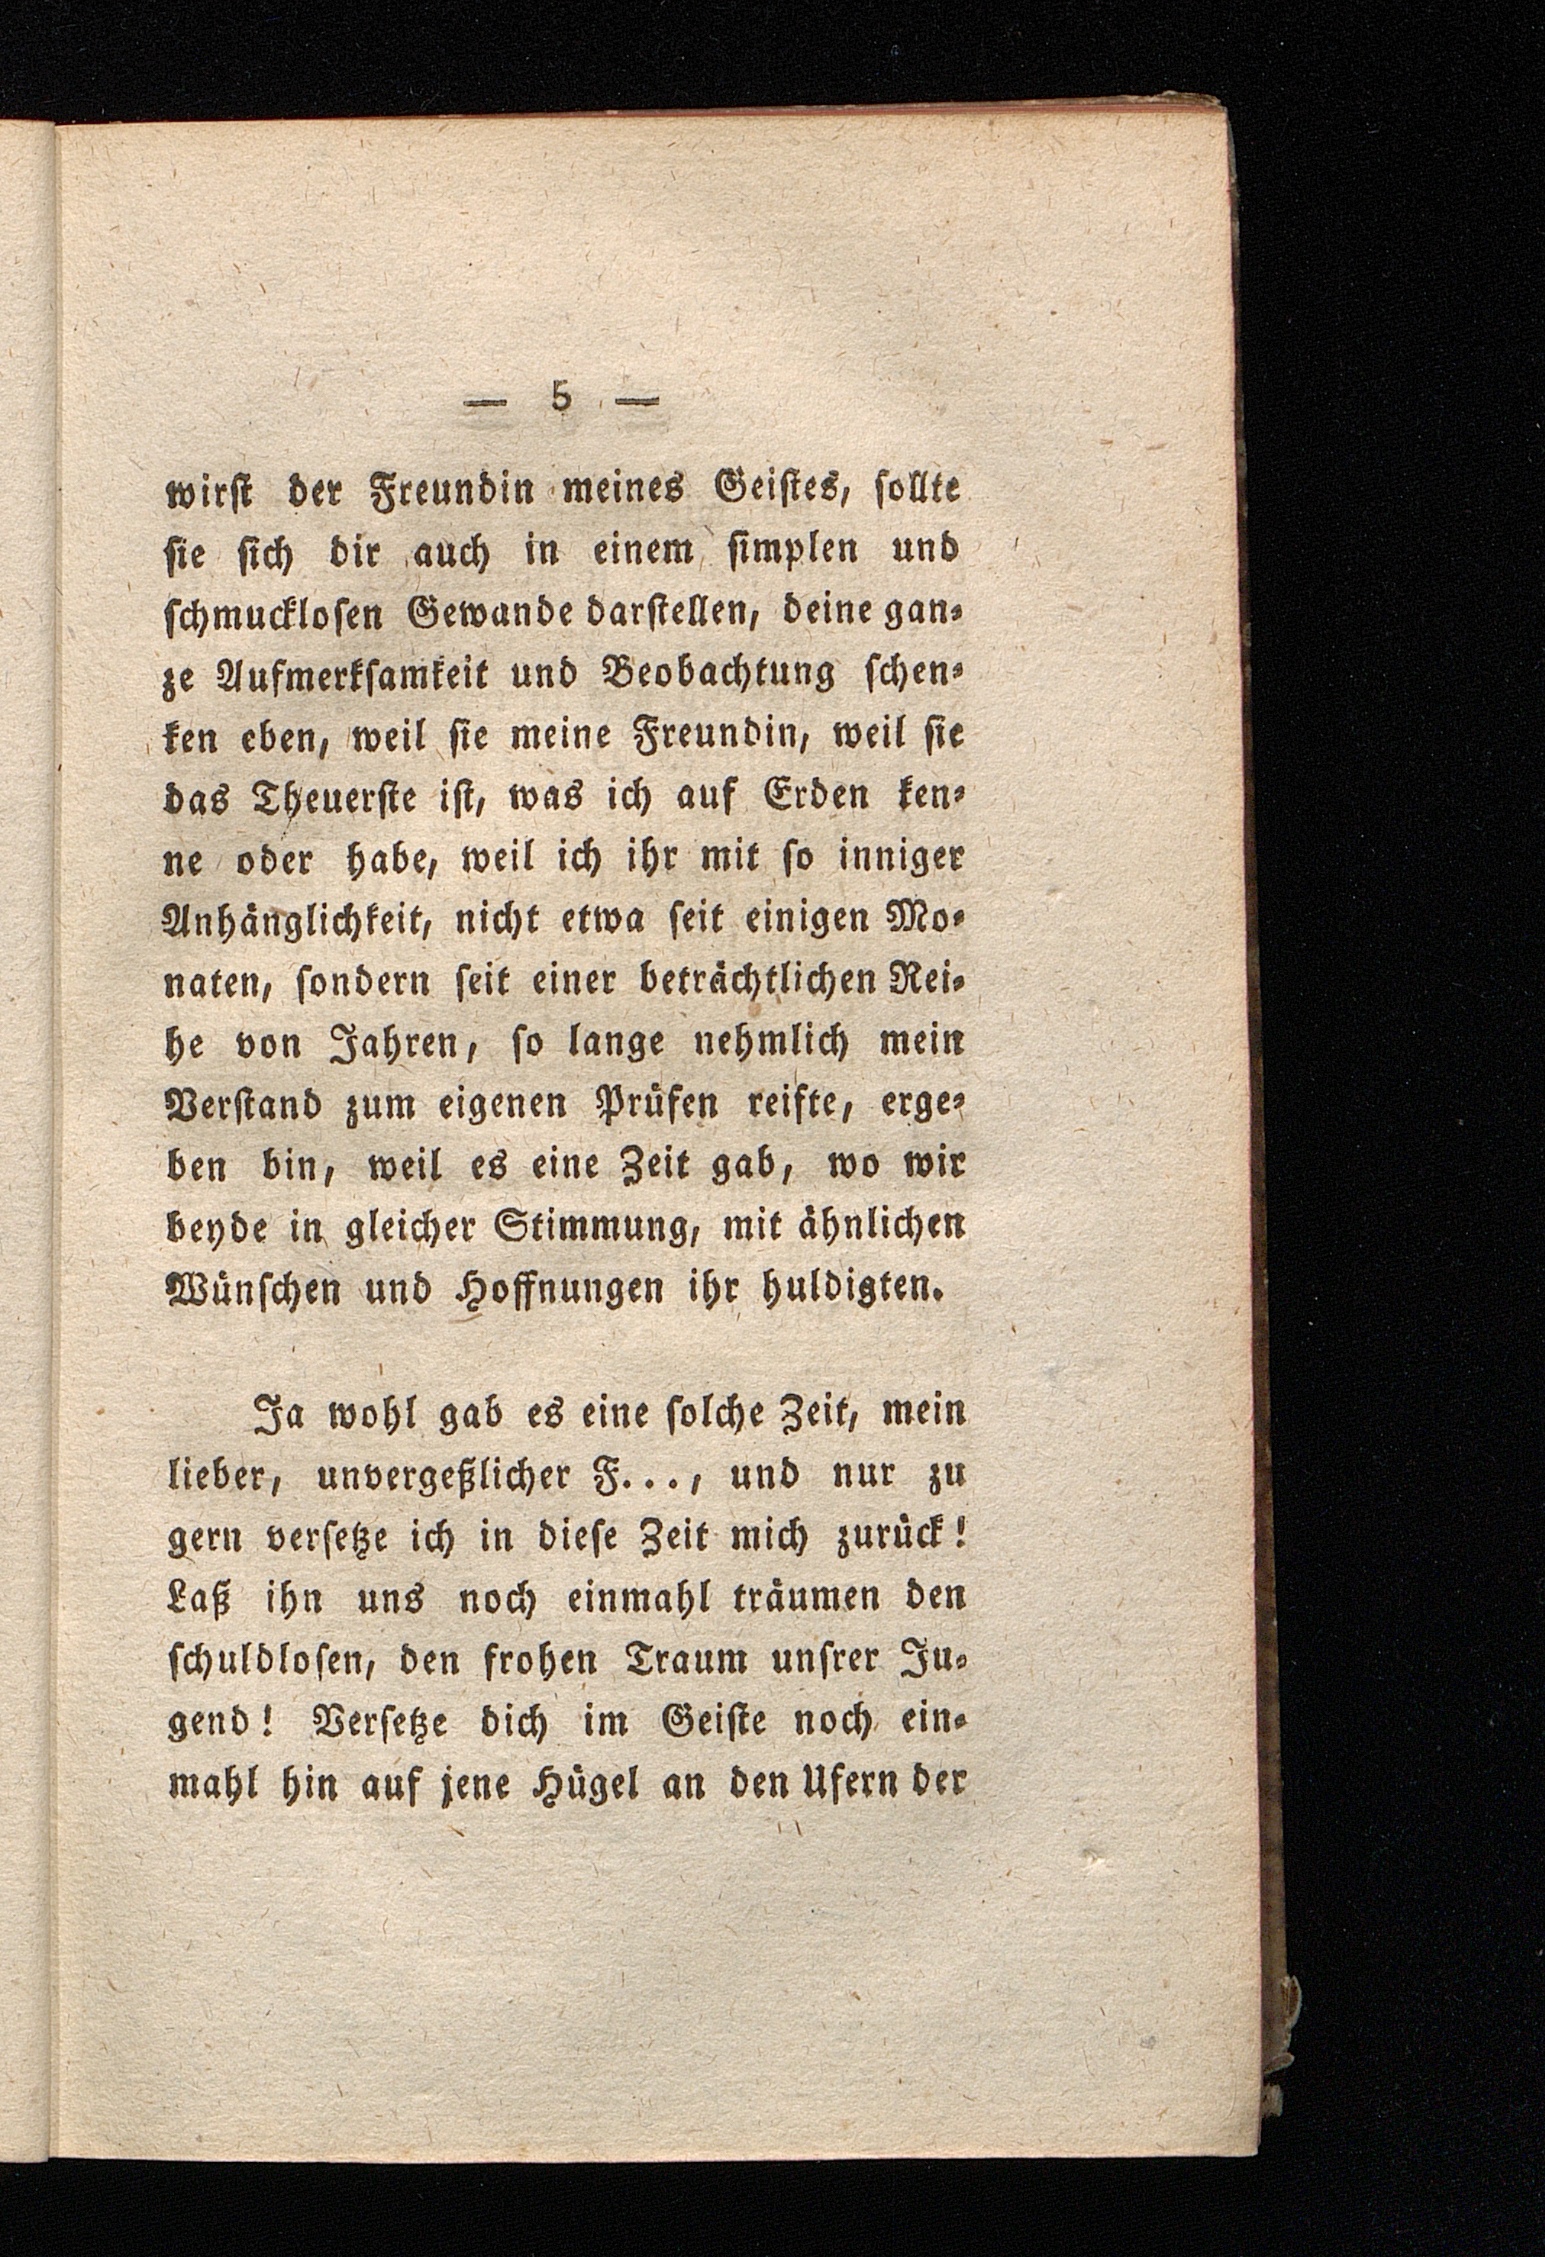 — 5 —
wirſt der Freundin meines Geiſtes, ſollte
ſie ſich dir auch in einem ſimplen und
ſchmuckloſen Gewande darſtellen, deine gan⸗
ze Aufmerkſamkeit und Beobachtung ſchen⸗
ken eben, weil ſie meine Freundin, weil ſie
das Theuerſte iſt, was ich auf Erden ken⸗
ne oder habe, weil ich ihr mit ſo inniger
Anhänglichkeit, nicht etwa ſeit einigen Mo⸗
naten, ſondern ſeit einer beträchtlichen Rei⸗
he von Jahren, ſo lange nehmlich mein
Verſtand zum eigenen Prüfen reifte, erge⸗
ben bin, weil es eine Zeit gab, wo wir
beyde in gleicher Stimmung, mit ähnlichen
Wünſchen und Hoffnungen ihr huldigten.
Ja wohl gab es eine ſolche Zeit, mein
lieber, unvergeßlicher F..., und nur zu
gern verſetze ich in dieſe Zeit mich zurück!
Laß ihn uns noch einmahl träumen den
ſchuldloſen, den frohen Traum unſrer Ju⸗
gend! Verſetze dich im Geiſte noch ein⸗
mahl hin auf jene Hügel an den Ufern der